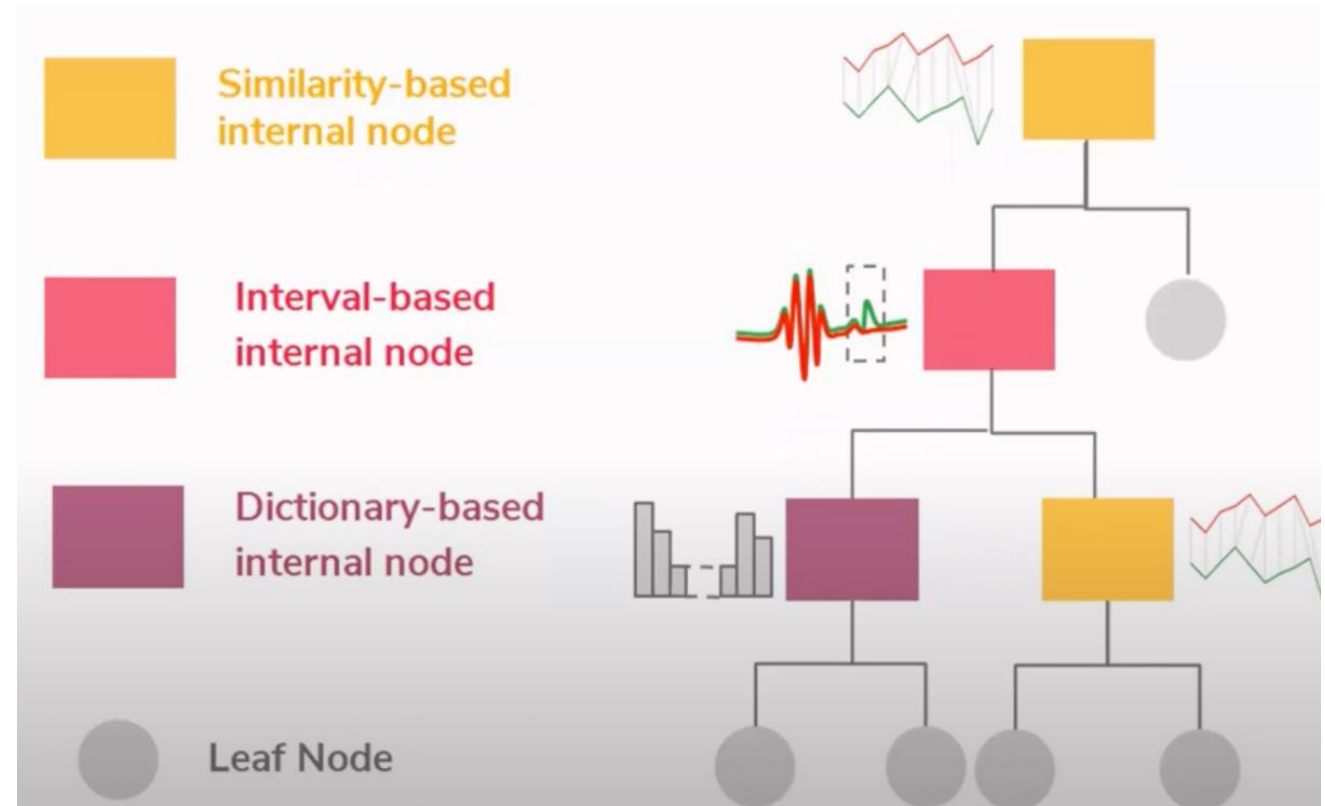 Similarity-based
internal node
Interval-based
internal node
Dictionary-based
internal node
Leaf Node